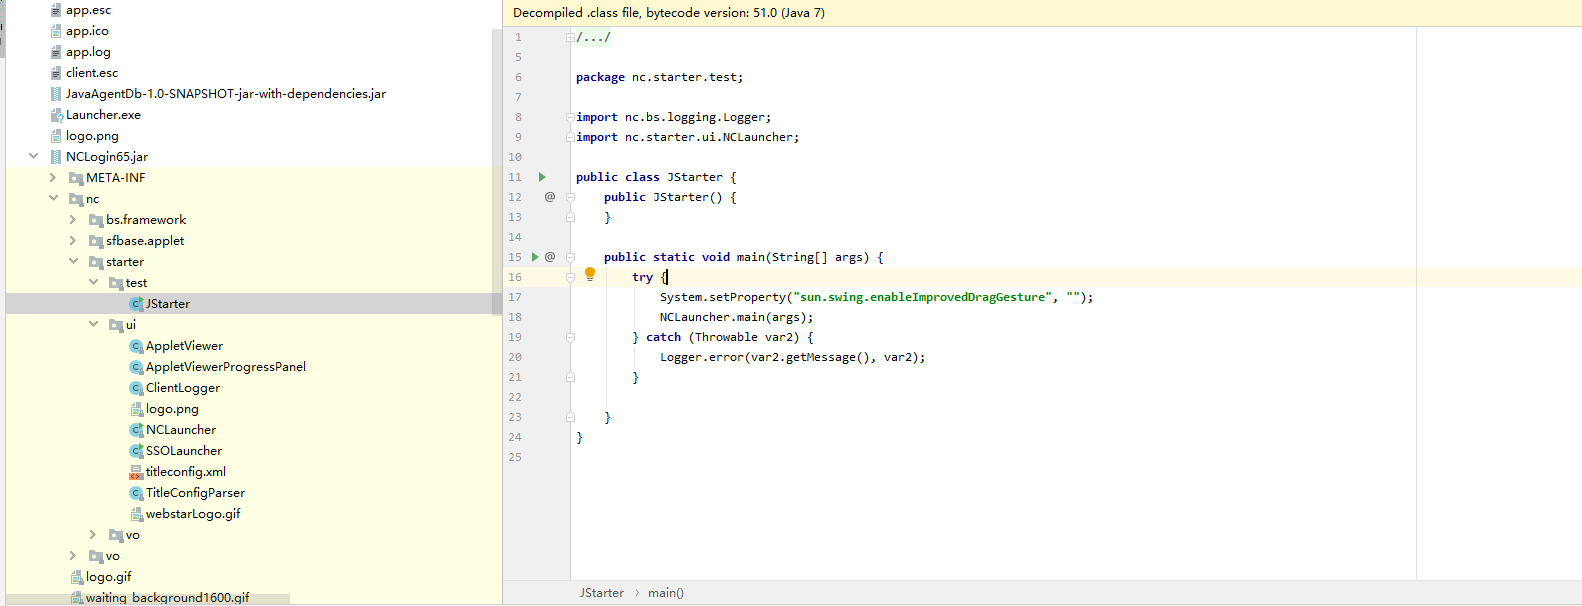 app.esc
app.ico
app.log
client.esc
JavaAgentDb-1.0-SNAPSHOT-jar-with-dependencies.jar
Launcher.exe
logo.png
NCLogin65.jar
META-INF
nc
bs.framework
sfbase.applet
starter
test
JStarter
ui
AppletViewer
AppletViewerProgressPanel
ClientLogger
logo.png
NCLauncher
SSOLauncher
titleconfig.xml
TitleConfigParser
webstarLogo.gif
vo
vo
logo.gif
waiting_background1600.gif
Decompiled .class file, bytecode version: 51.0 (Java 7)
1 /.../
5
6 package nc.starter.test;
7
8 import nc.bs.logging.Logger;
9 import nc.starter.ui.NCLauncher;
10
11 public class JStarter {
12 @ public JStarter() {
13 }
14
15 @ public static void main(String[] args) {
16 try {
17 System.setProperty("sun.swing.enableImprovedDragGesture", "");
18 NCLauncher.main(args);
19 } catch (Throwable var2) {
20 Logger.error(var2.getMessage(), var2);
21 }
22
23 }
24 }
25
JStarter › main()